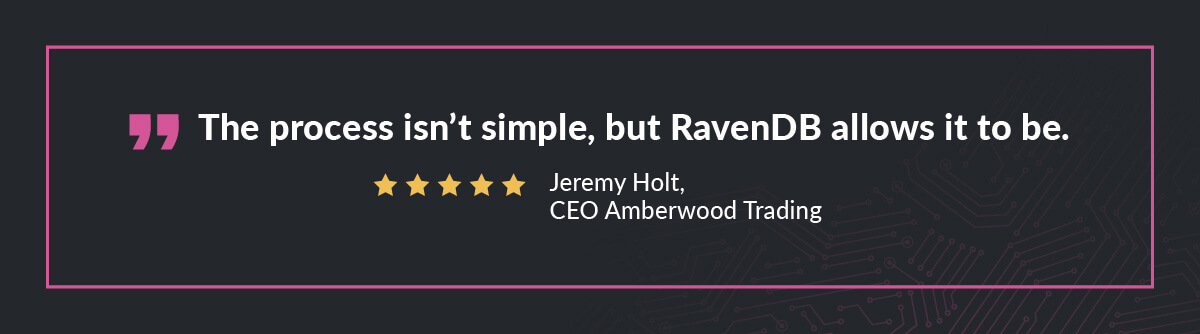 The process isn’t simple, but RavenDB allows it to be.
Jeremy Holt,
CEO Amberwood Trading